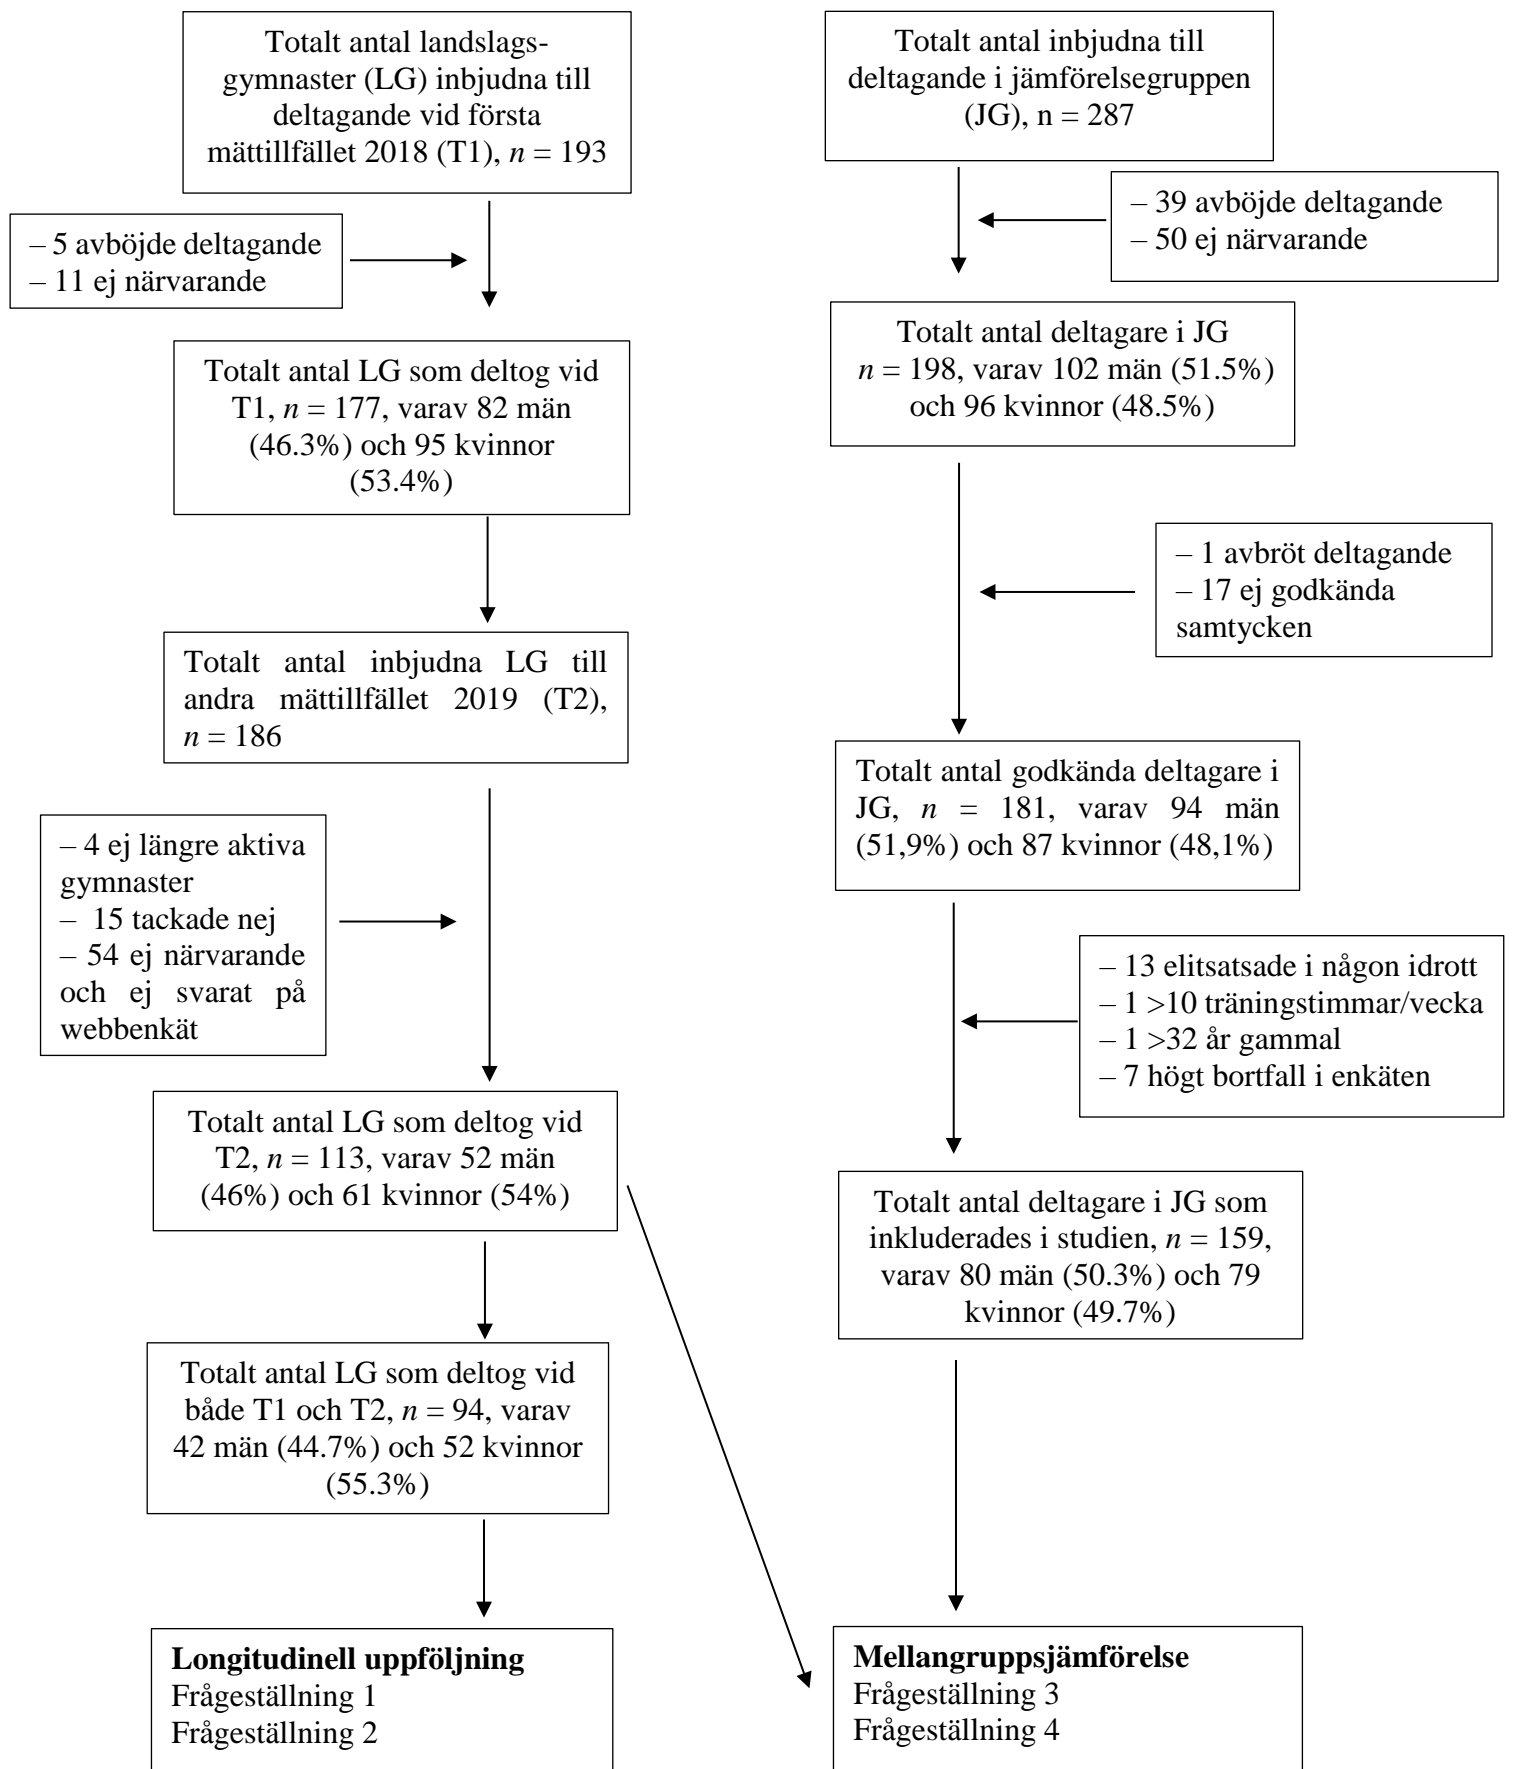 Totalt antal landslags-
gymnaster (LG) inbjudna till
deltagande vid första
mättillfället 2018 (T1), n = 193
– 5 avböjde deltagande
– 11 ej närvarande
Totalt antal LG som deltog vid
T1, n = 177, varav 82 män
(46.3%) och 95 kvinnor
(53.4%)
Totalt antal inbjudna LG till
andra mättillfället 2019 (T2),
n = 186
– 4 ej längre aktiva
gymnaster
– 15 tackade nej
– 54 ej närvarande
och ej svarat på
webbenkät
Totalt antal LG som deltog vid
T2, n = 113, varav 52 män
(46%) och 61 kvinnor (54%)
Totalt antal LG som deltog vid
både T1 och T2, n = 94, varav
42 män (44.7%) och 52 kvinnor
(55.3%)
Longitudinell uppföljning
Frågeställning 1
Frågeställning 2
Totalt antal inbjudna till
deltagande i jämförelsegruppen
(JG), n = 287
– 39 avböjde deltagande
– 50 ej närvarande
Totalt antal deltagare i JG
n = 198, varav 102 män (51.5%)
och 96 kvinnor (48.5%)
– 1 avbröt deltagande
– 17 ej godkända
samtycken
Totalt antal godkända deltagare i
JG, n = 181, varav 94 män
(51,9%) och 87 kvinnor (48,1%)
– 13 elitsatsade i någon idrott
– 1 >10 träningstimmar/vecka
– 1 >32 år gammal
– 7 högt bortfall i enkäten
Totalt antal deltagare i JG som
inkluderades i studien, n = 159,
varav 80 män (50.3%) och 79
kvinnor (49.7%)
Mellangruppsjämförelse
Frågeställning 3
Frågeställning 4